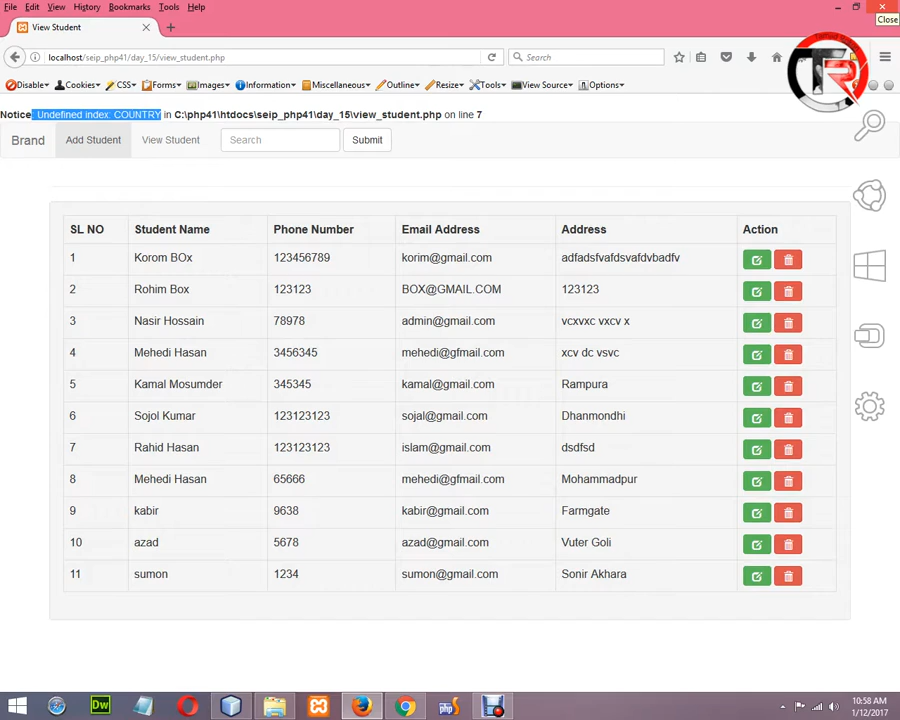 File Edit View History Bookmarks Tools Help
View Student
Close
localhost/seip_php41/day_15/view_student.php
Search
Disable Cookies CSS Forms Images Information Miscellaneous Outline Resize Tools View Source Options
Notice: Undefined index: COUNTRY in C:\php41\htdocs\seip_php41\day_15\view_student.php on line 7
Brand Add Student View Student Search Submit
SL NO Student Name Phone Number Email Address Address Action
1 Korom BOx 123456789 korim@gmail.com adfadsfvafdsvafdvbadfv
2 Rohim Box 123123 BOX@GMAIL.COM 123123
3 Nasir Hossain 78978 admin@gmail.com vcxvxc vxcv x
4 Mehedi Hasan 3456345 mehedi@gfmail.com xcv dc vsvc
5 Kamal Mosumder 345345 kamal@gmail.com Rampura
6 Sojol Kumar 123123123 sojal@gmail.com Dhanmondhi
7 Rahid Hasan 123123123 islam@gmail.com dsdfsd
8 Mehedi Hasan 65666 mehedi@gfmail.com Mohammadpur
9 kabir 9638 kabir@gmail.com Farmgate
10 azad 5678 azad@gmail.com Vuter Goli
11 sumon 1234 sumon@gmail.com Sonir Akhara
Dw
php
10:58 AM
1/12/2017